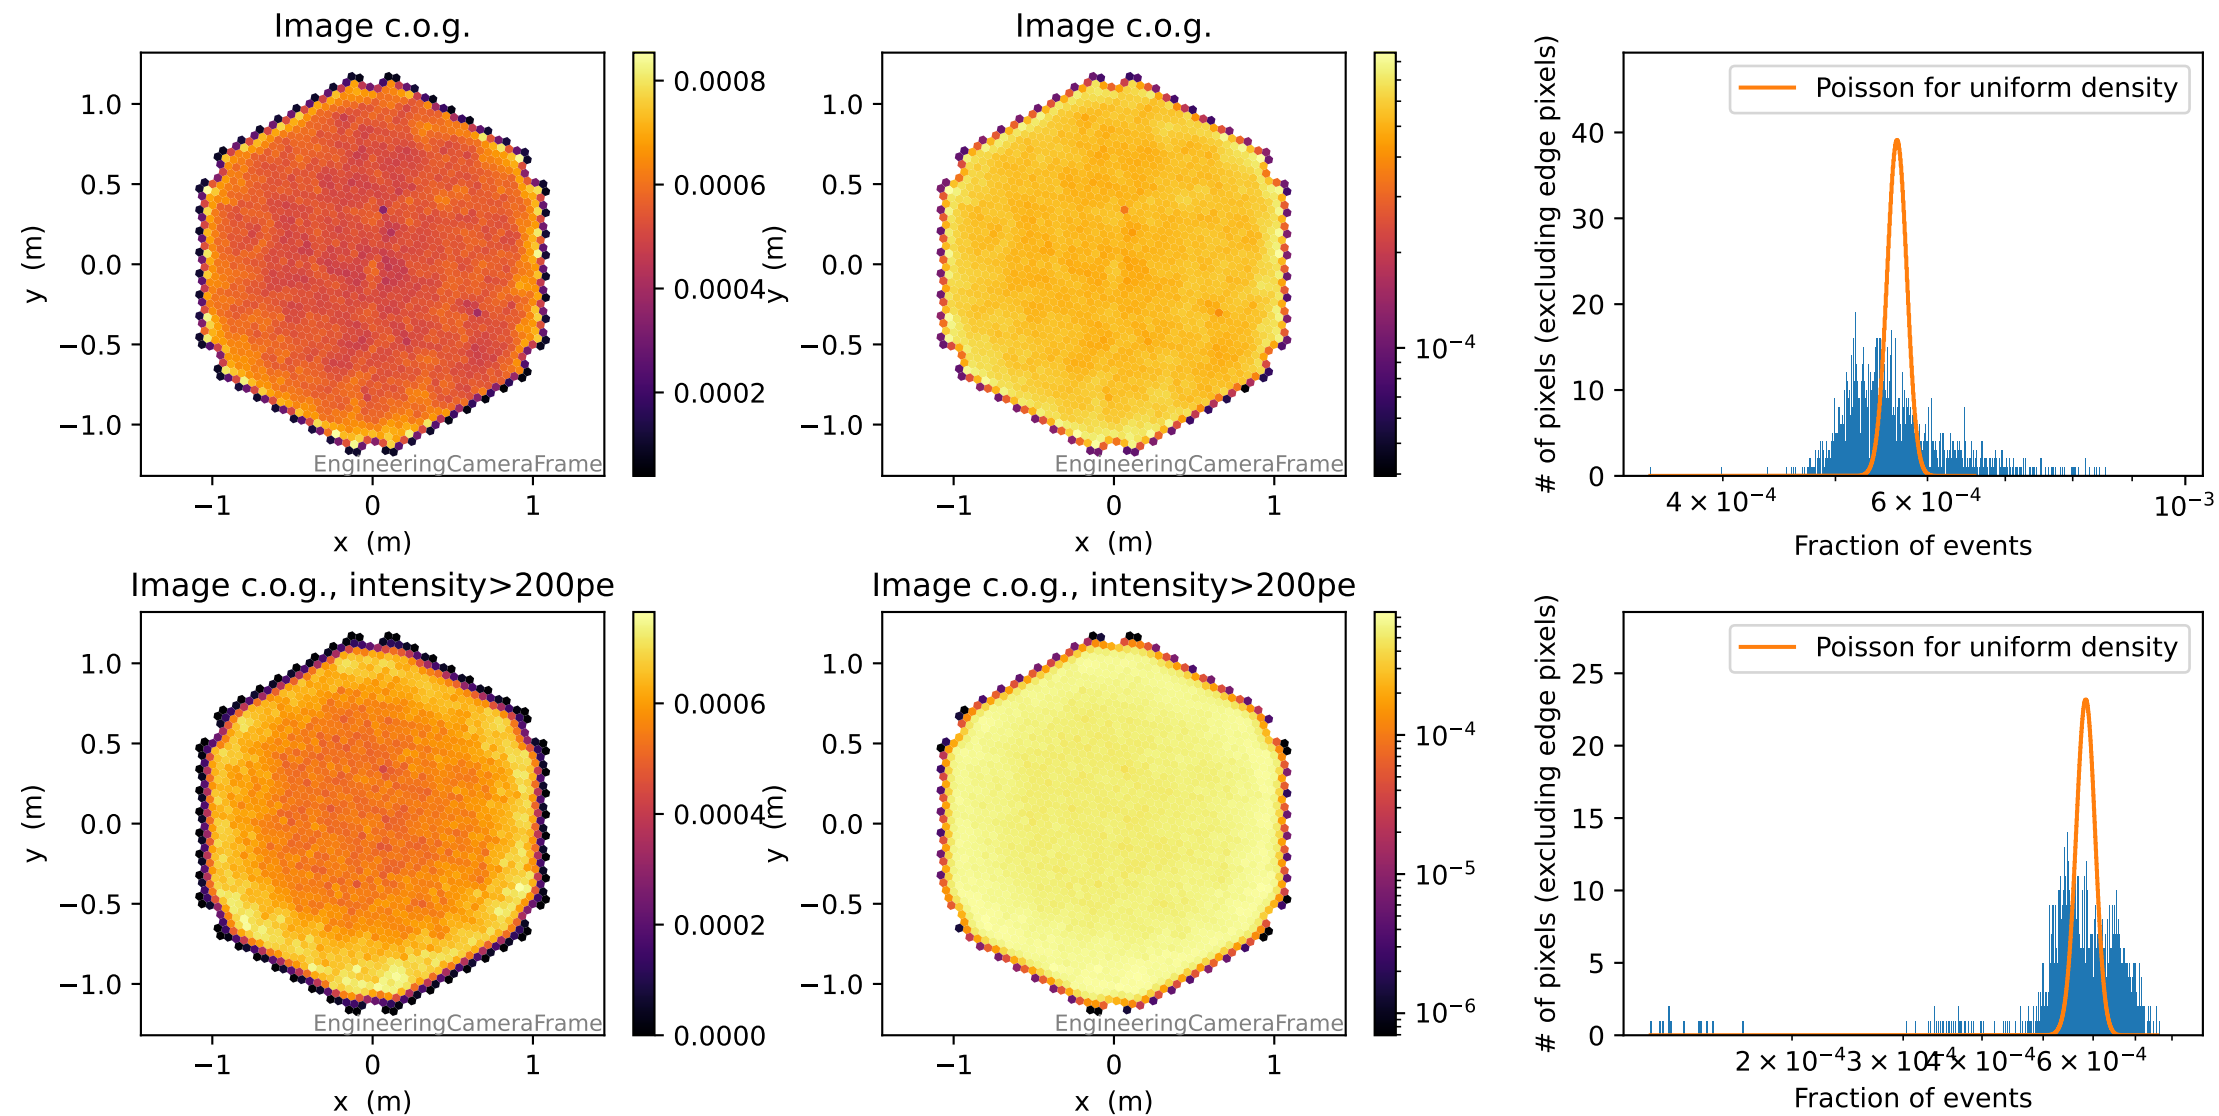 Image c.o.g.
y (m)
1.0
0.5
0.0
−0.5
−1.0
EngineeringCameraFrame
−1 0 1
x (m)
0.0008
0.0006
0.0004
0.0002
Image c.o.g.
y (m)
1.0
0.5
0.0
−0.5
−1.0
EngineeringCameraFrame
−1 0 1
x (m)
10⁻⁴
# of pixels (excluding edge pixels)
Poisson for uniform density
40
30
20
10
0
4 × 10⁻⁴ 6 × 10⁻⁴ 10⁻³
Fraction of events
Image c.o.g., intensity>200pe
y (m)
1.0
0.5
0.0
−0.5
−1.0
EngineeringCameraFrame
−1 0 1
x (m)
0.0006
0.0004
0.0002
0.0000
Image c.o.g., intensity>200pe
y (m)
1.0
0.5
0.0
−0.5
−1.0
EngineeringCameraFrame
−1 0 1
x (m)
10⁻⁴
10⁻⁵
10⁻⁶
# of pixels (excluding edge pixels)
Poisson for uniform density
25
20
15
10
5
0
2 × 10⁻⁴ 3 × 10⁻⁴ 4 × 10⁻⁴ 6 × 10⁻⁴
Fraction of events